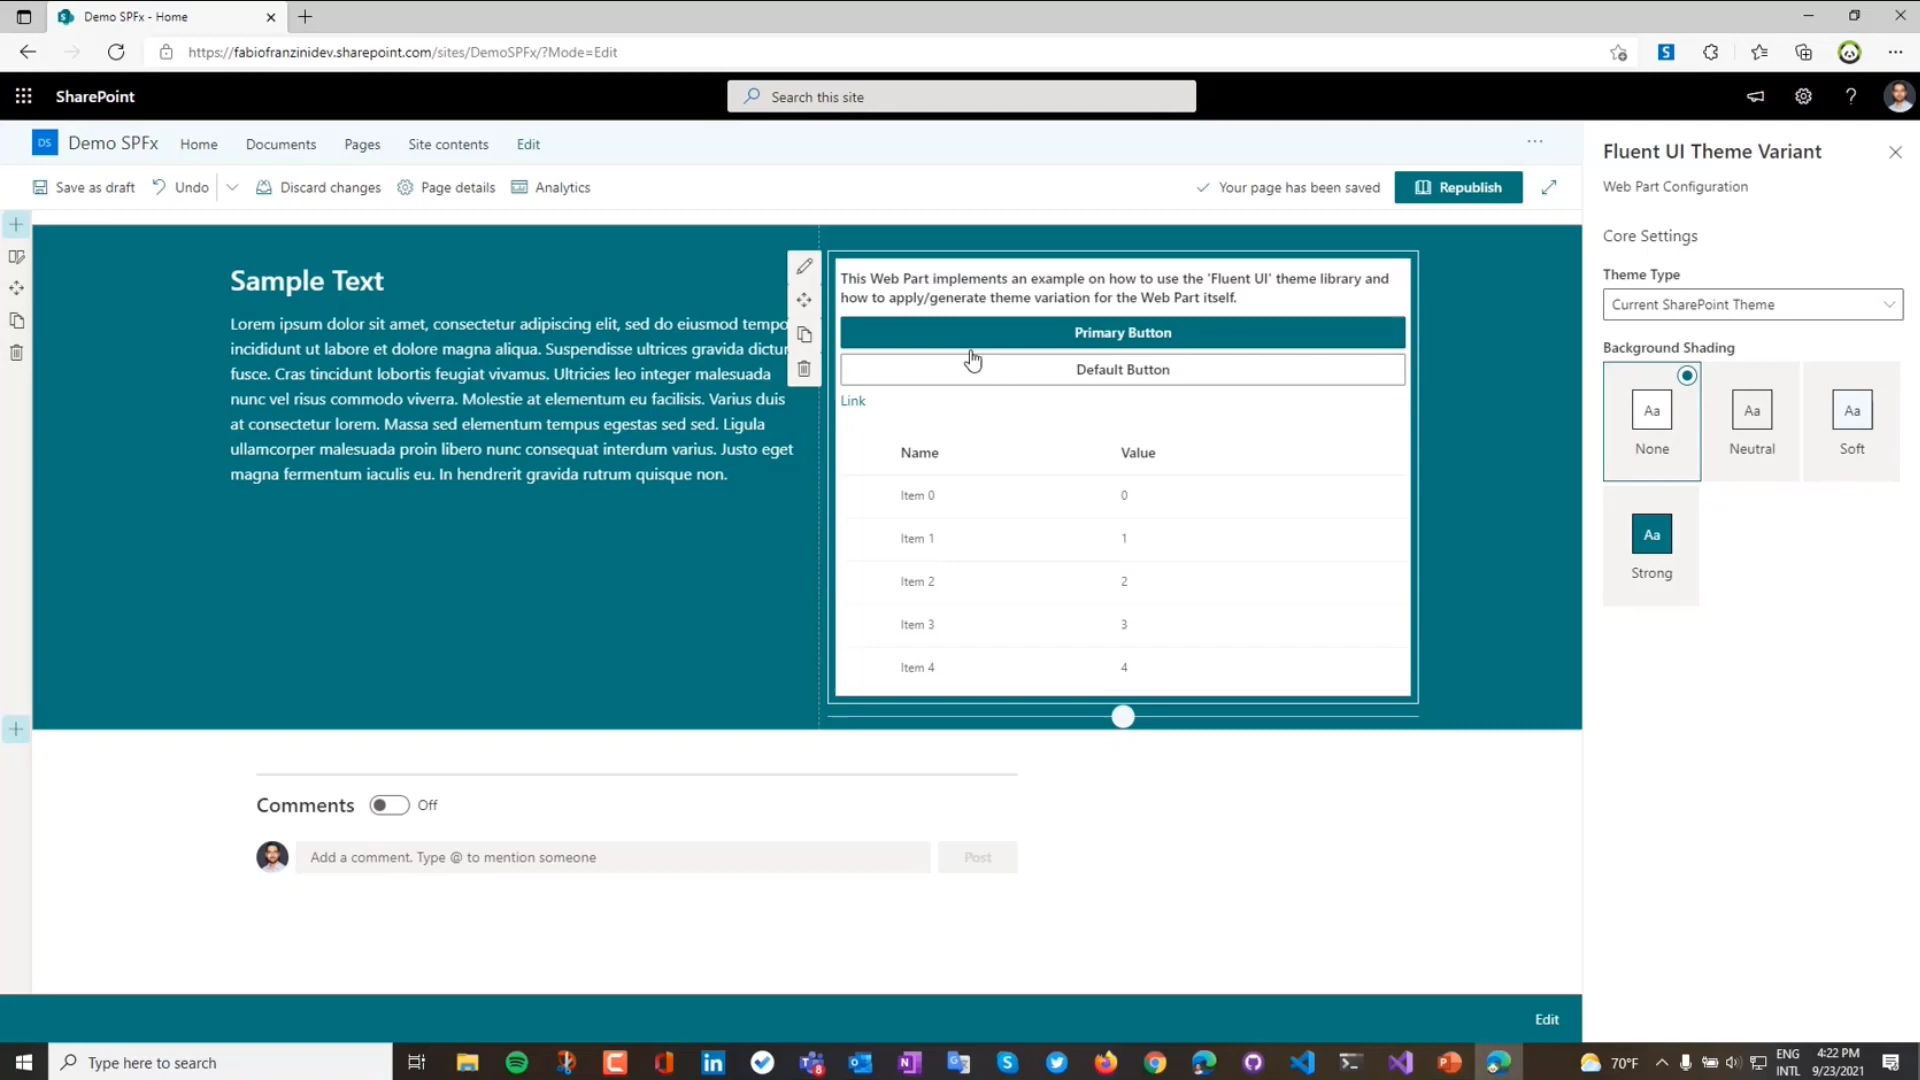 Demo SPFx - Home
https://fabiofranzinidev.sharepoint.com/sites/DemoSPFx/?Mode=Edit
SharePoint
Search this site
DS
Demo SPFx
Home
Documents
Pages
Site contents
Edit
Save as draft
Undo
Discard changes
Page details
Analytics
Your page has been saved
Republish
Sample Text
Lorem ipsum dolor sit amet, consectetur adipiscing elit, sed do eiusmod tempo
incididunt ut labore et dolore magna aliqua. Suspendisse ultrices gravida dictu
fusce. Cras tincidunt lobortis feugiat vivamus. Ultricies leo integer malesuada
nunc vel risus commodo viverra. Molestie at elementum eu facilisis. Varius duis
at consectetur lorem. Massa sed elementum tempus egestas sed sed. Ligula
ullamcorper malesuada proin libero nunc consequat interdum varius. Justo eget
magna fermentum iaculis eu. In hendrerit gravida rutrum quisque non.
This Web Part implements an example on how to use the 'Fluent UI' theme library and
how to apply/generate theme variation for the Web Part itself.
Primary Button
Default Button
Link
Name Value
Item 0 0
Item 1 1
Item 2 2
Item 3 3
Item 4 4
Comments
Off
Add a comment. Type @ to mention someone
Post
Edit
Fluent UI Theme Variant
Web Part Configuration
Core Settings
Theme Type
Current SharePoint Theme
Background Shading
Aa
None
Aa
Neutral
Aa
Soft
Aa
Strong
Type here to search
70°F
ENG
INTL
4:22 PM
9/23/2021